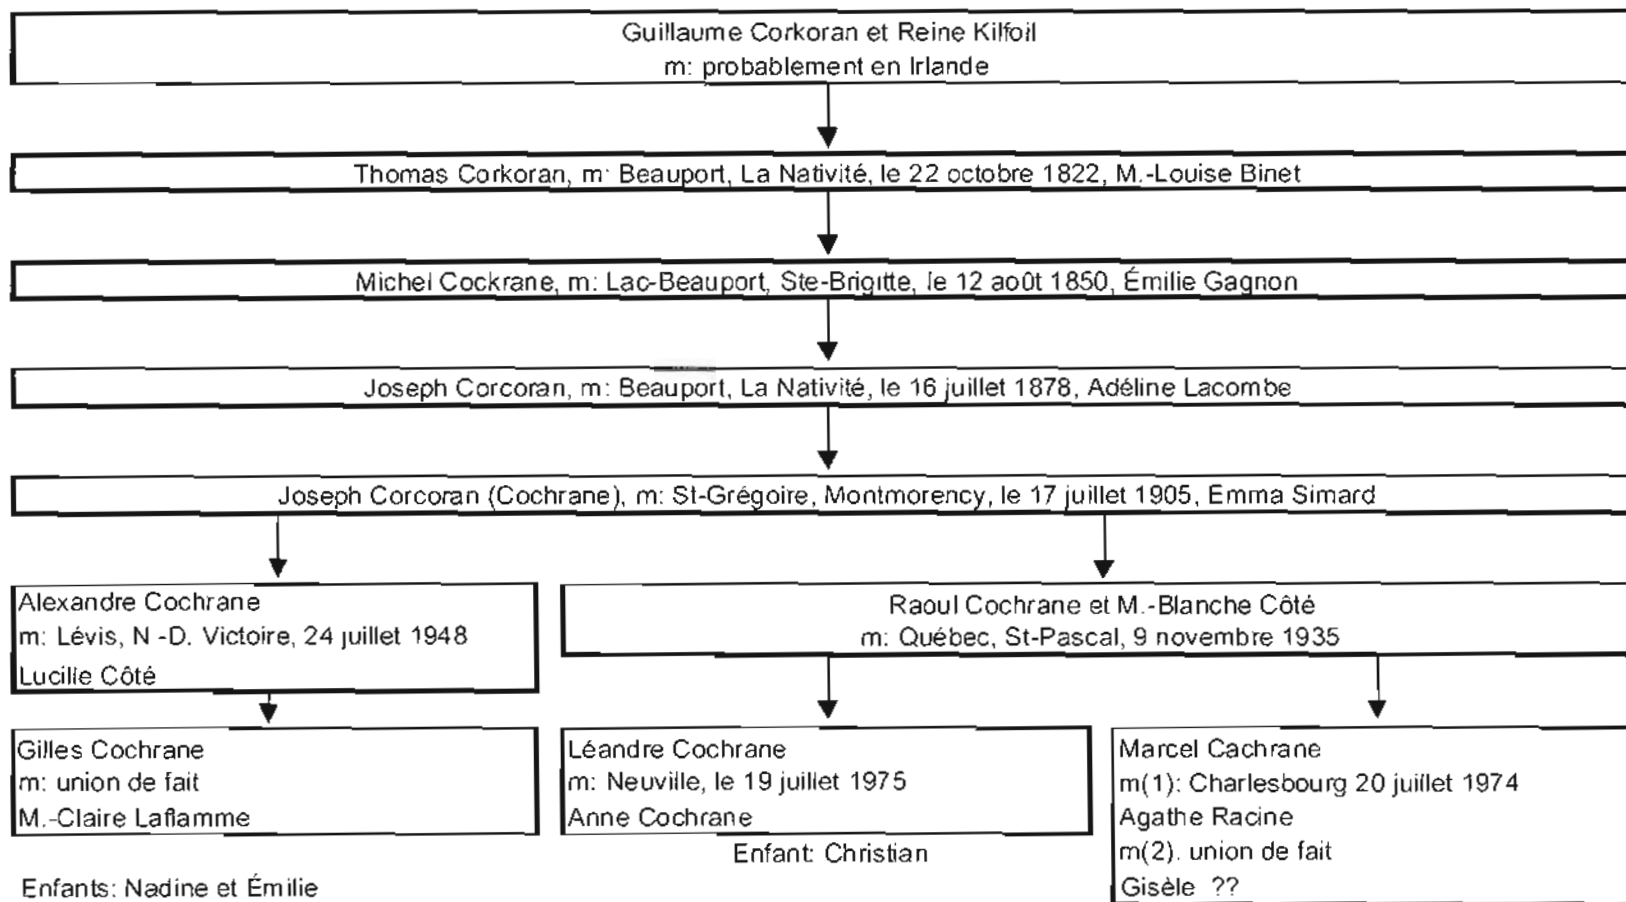 Guillaume Corkoran et Reine Kilfoil
m: probablement en Irlande
Thomas Corkoran, m: Beauport, La Nativité, le 22 octobre 1822, M.-Louise Binet
Michel Cockrane, m: Lac-Beauport, Ste-Brigitte, le 12 août 1850, Émilie Gagnon
Joseph Corcoran, m: Beauport, La Nativité, le 16 juillet 1878, Adéline Lacombe
Joseph Corcoran (Cochrane), m: St-Grégoire, Montmorency, le 17 juillet 1905, Emma Simard
Alexandre Cochrane
m: Lévis, N -D. Victoire, 24 juillet 1948
Lucille Côté
Raoul Cochrane et M.-Blanche Côté
m: Québec, St-Pascal, 9 novembre 1935
Gilles Cochrane
m: union de fait
M.-Claire Laflamme
Enfants: Nadine et Émilie
Léandre Cochrane
m: Neuville, le 19 juillet 1975
Anne Cochrane
Enfant: Christian
Marcel Cachrane
m(1): Charlesbourg 20 juillet 1974
Agathe Racine
m(2). union de fait
Gisèle ??